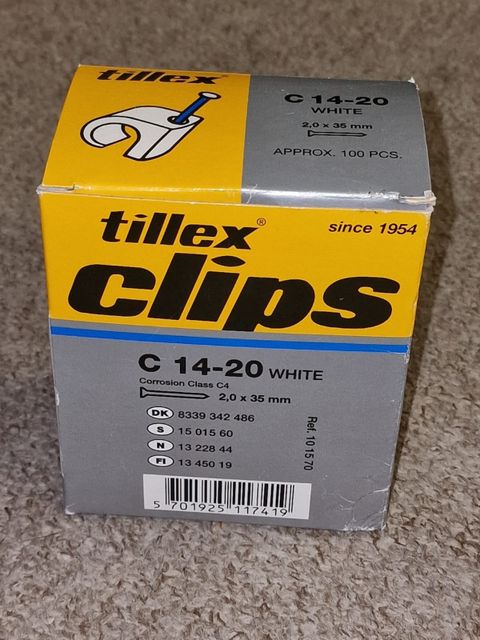 tillex
C 14-20
WHITE
2,0 x 35 mm
APPROX. 100 PCS.
tillex®
since 1954
clips
C 14-20 WHITE
Corrosion Class C4
2,0 x 35 mm
DK 8339 342 486
S 15 015 60
N 13 228 44
FI 13 450 19
Ref. 10 15 70
5 701925 117419